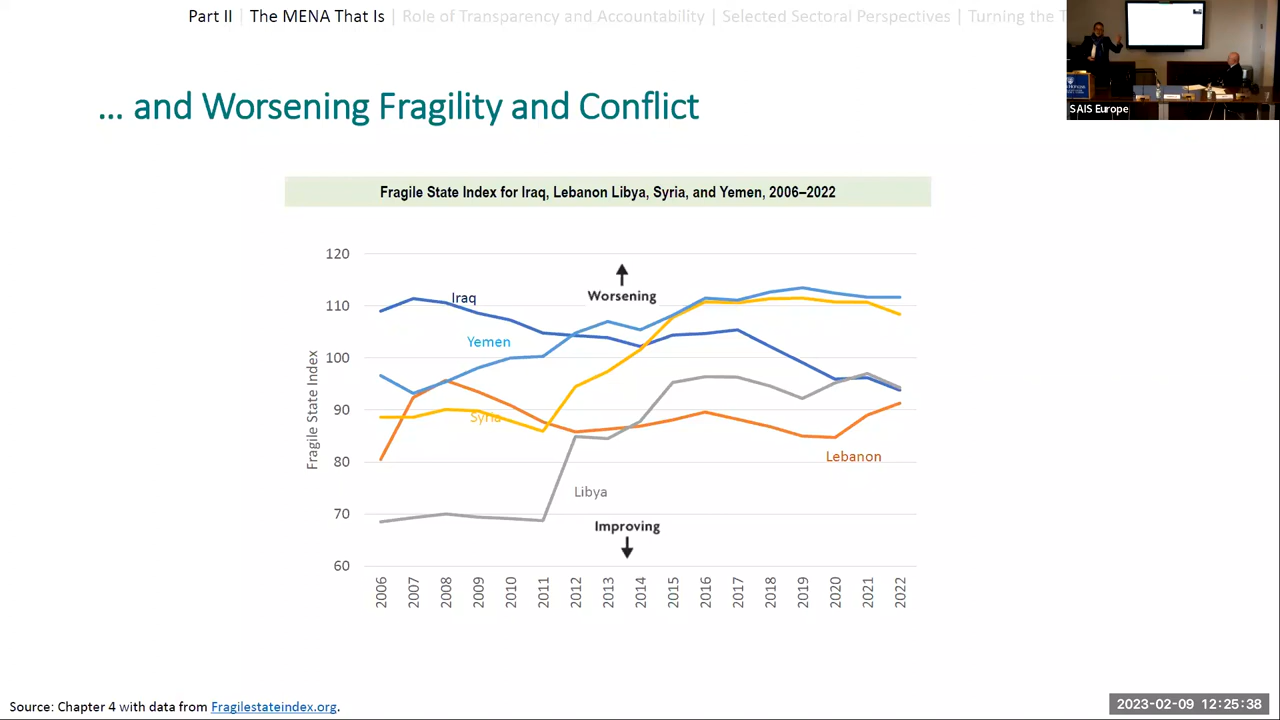 Part II | The MENA That Is | Role of Transparency and Accountability | Selected Sectoral Perspectives | Turning the T
SAIS Europe
... and Worsening Fragility and Conflict
Fragile State Index for Iraq, Lebanon Libya, Syria, and Yemen, 2006–2022
Fragile State Index
120
110
100
90
80
70
60
Worsening
Iraq
Yemen
Syria
Lebanon
Libya
Improving
2006
2007
2008
2009
2010
2011
2012
2013
2014
2015
2016
2017
2018
2019
2020
2021
2022
Source: Chapter 4 with data from Fragilestateindex.org.
2023-02-09 12:25:38